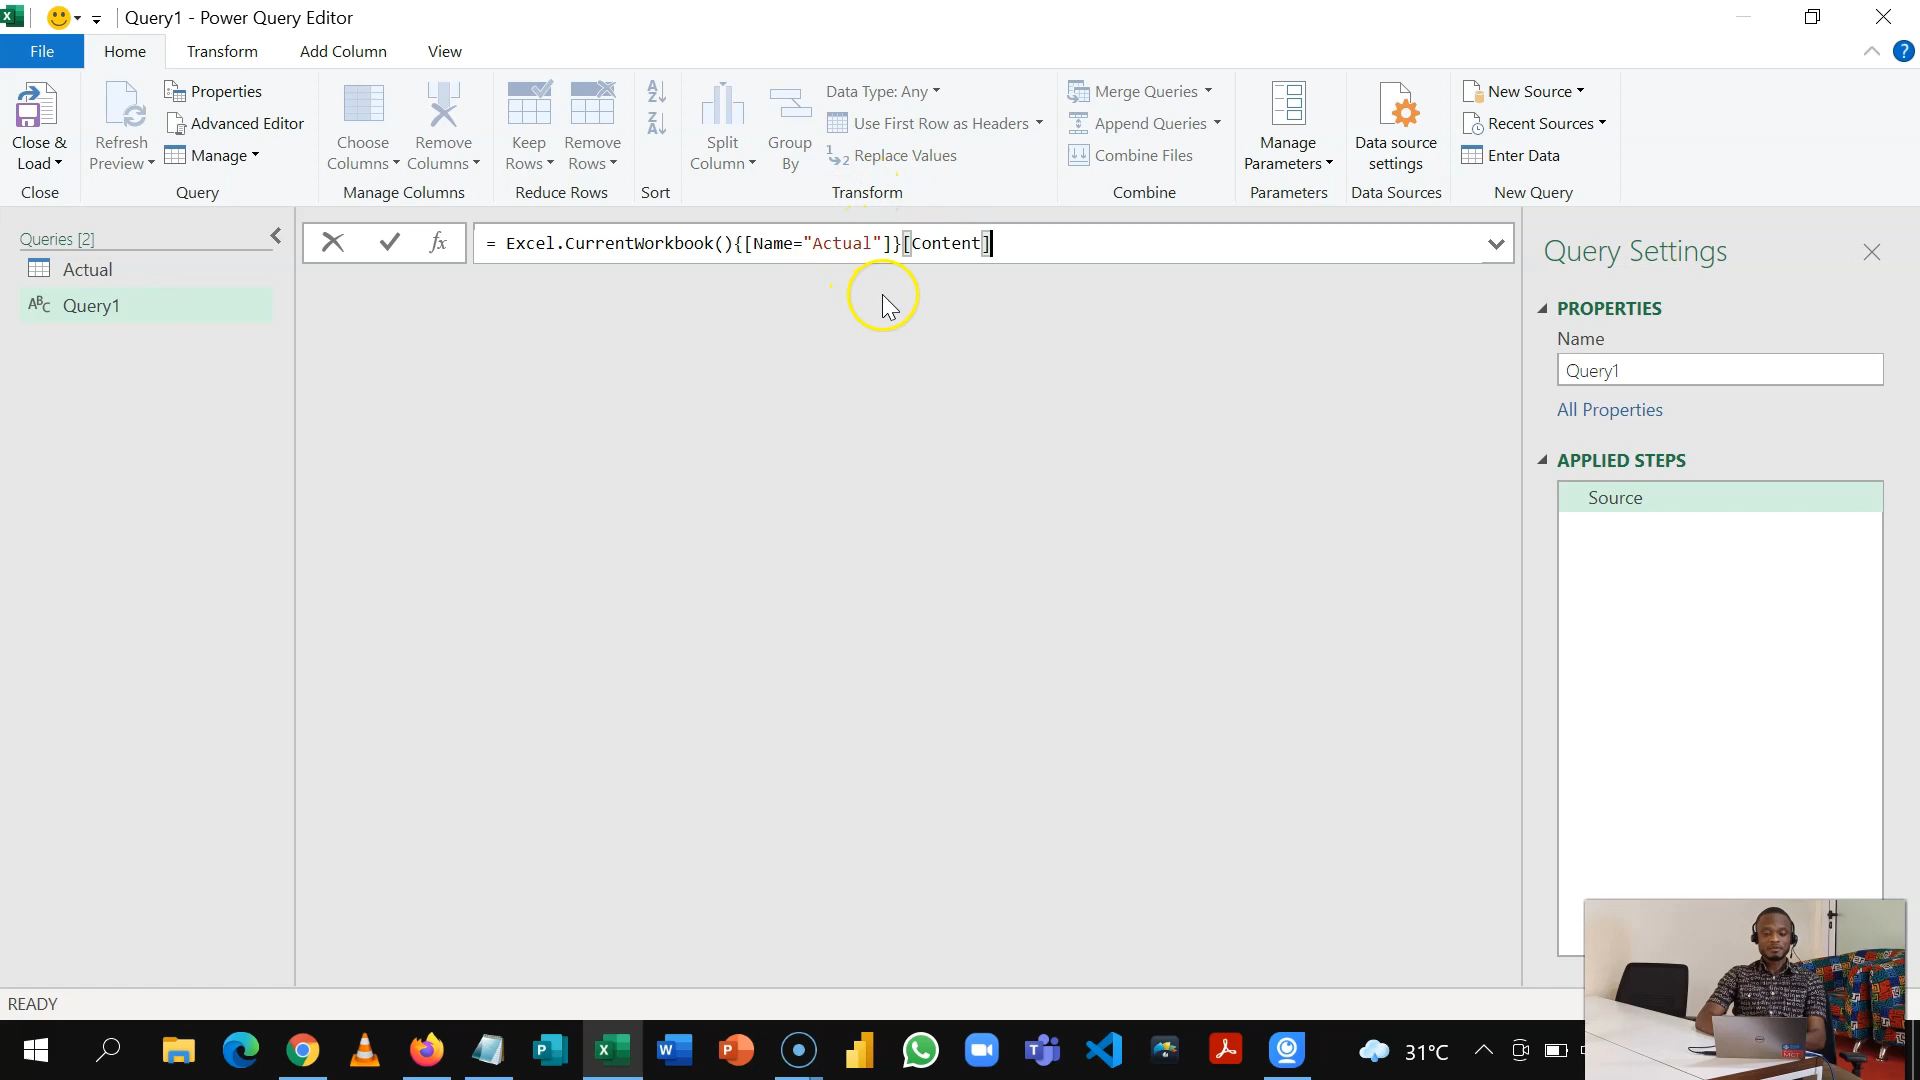 Query1 - Power Query Editor
File
Home
Transform
Add Column
View
Close & Load
Close
Refresh Preview
Properties
Advanced Editor
Manage
Query
Choose Columns
Remove Columns
Manage Columns
Keep Rows
Remove Rows
Reduce Rows
A
Z
Z
A
Sort
Split Column
Group By
Data Type: Any
Use First Row as Headers
1 2 Replace Values
Transform
Merge Queries
Append Queries
Combine Files
Combine
Manage Parameters
Parameters
Data source settings
Data Sources
New Source
Recent Sources
Enter Data
New Query
Queries [2]
Actual
ABC Query1
fx
= Excel.CurrentWorkbook(){[Name="Actual"]}[Content]
Query Settings
PROPERTIES
Name
Query1
All Properties
APPLIED STEPS
Source
READY
31°C